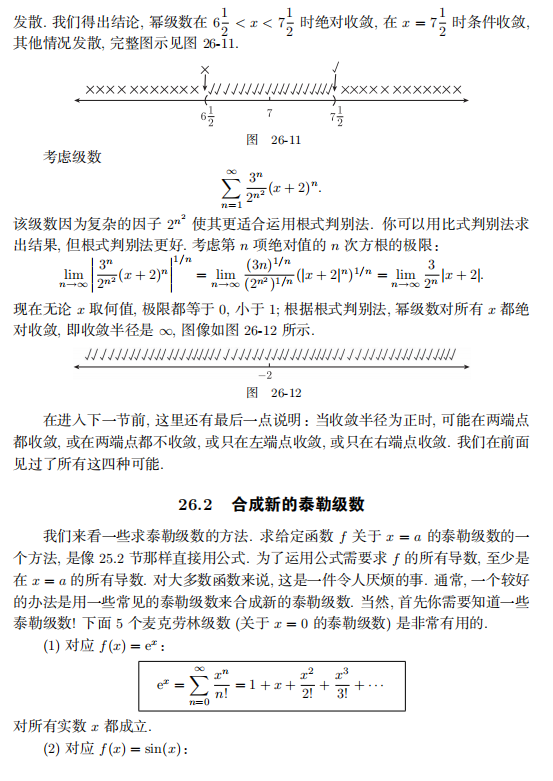 发散. 我们得出结论, 幂级数在 $6\frac{1}{2} < x < 7\frac{1}{2}$ 时绝对收敛, 在 $x = 7\frac{1}{2}$ 时条件收敛,
其他情况发散, 完整图示见图 26-11.
× ✓
××××× ××××××× ✓✓✓✓✓✓✓✓✓✓✓✓✓✓✓✓✓✓ ××××× ×××××××
$6\frac{1}{2}$ 7 $7\frac{1}{2}$
图 26-11
考虑级数
$$\sum_{n=1}^{\infty} \frac{3^n}{2^{n^2}}(x+2)^n.$$
该级数因为复杂的因子 $2^{n^2}$ 使其更适合运用根式判别法. 你可以用比式判别法求
出结果, 但根式判别法更好. 考虑第 $n$ 项绝对值的 $n$ 次方根的极限:
$$\lim_{n\to\infty} \left|\frac{3^n}{2^{n^2}}(x+2)^n\right|^{1/n} = \lim_{n\to\infty} \frac{(3n)^{1/n}}{(2^{n^2})^{1/n}}(|x+2|^n)^{1/n} = \lim_{n\to\infty} \frac{3}{2^n}|x+2|.$$
现在无论 $x$ 取何值, 极限都等于 0, 小于 1; 根据根式判别法, 幂级数对所有 $x$ 都绝
对收敛, 即收敛半径是 ∞, 图像如图 26-12 所示.
✓✓✓✓✓✓✓✓✓✓✓✓✓✓✓✓✓✓✓✓✓✓✓✓✓✓✓✓✓✓✓✓✓✓✓✓✓✓✓✓✓✓✓✓✓✓✓✓
−2
图 26-12
在进入下一节前, 这里还有最后一点说明: 当收敛半径为正时, 可能在两端点
都收敛, 或在两端点都不收敛, 或只在左端点收敛, 或只在右端点收敛. 我们在前面
见过了所有这四种可能.
26.2 合成新的泰勒级数
我们来看一些求泰勒级数的方法. 求给定函数 $f$ 关于 $x = a$ 的泰勒级数的一
个方法, 是像 25.2 节那样直接用公式. 为了运用公式需要求 $f$ 的所有导数, 至少是
在 $x = a$ 的所有导数. 对大多数函数来说, 这是一件令人厌烦的事. 通常, 一个较好
的办法是用一些常见的泰勒级数来合成新的泰勒级数. 当然, 首先你需要知道一些
泰勒级数! 下面 5 个麦克劳林级数 (关于 $x = 0$ 的泰勒级数) 是非常有用的.
(1) 对应 $f(x) = \mathrm{e}^x$:
$$\mathrm{e}^x = \sum_{n=0}^{\infty} \frac{x^n}{n!} = 1 + x + \frac{x^2}{2!} + \frac{x^3}{3!} + \cdots$$
对所有实数 $x$ 都成立.
(2) 对应 $f(x) = \sin(x)$: